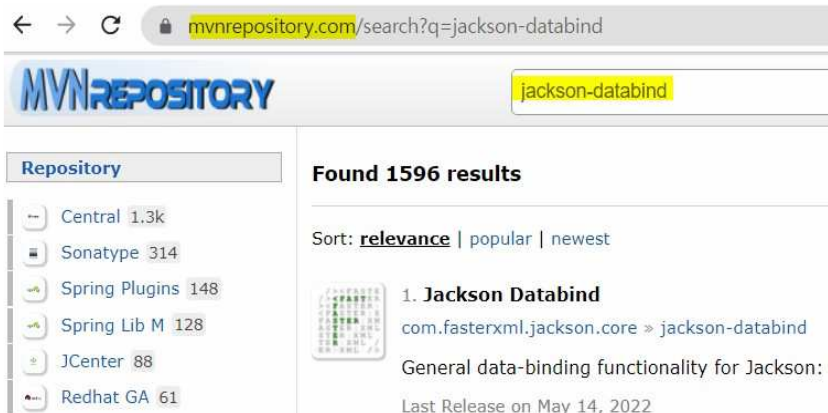 mvnrepository.com/search?q=jackson-databind
MVNREPOSITORY
jackson-databind
Repository
Central 1.3k
Sonatype 314
Spring Plugins 148
Spring Lib M 128
JCenter 88
Redhat GA 61
Found 1596 results
Sort: relevance | popular | newest
1. Jackson Databind
com.fasterxml.jackson.core » jackson-databind
General data-binding functionality for Jackson:
Last Release on May 14, 2022